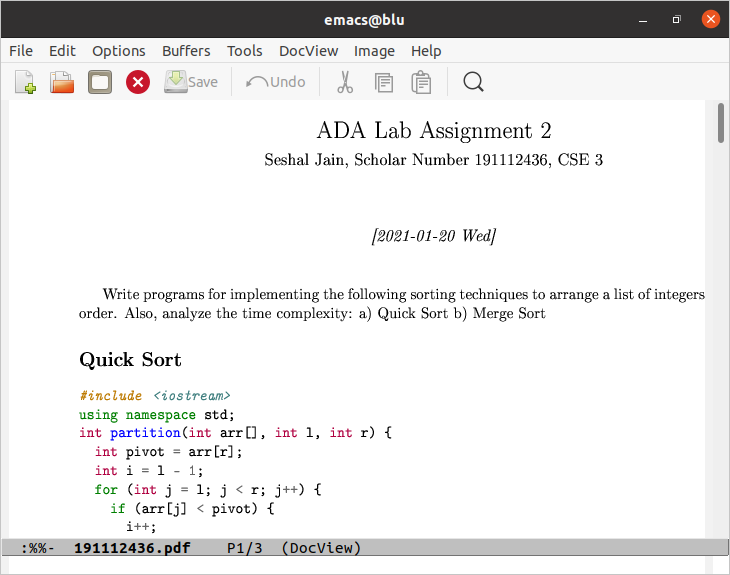 emacs@blu
File Edit Options Buffers Tools DocView Image Help
Save Undo
ADA Lab Assignment 2
Seshal Jain, Scholar Number 191112436, CSE 3
[2021-01-20 Wed]
Write programs for implementing the following sorting techniques to arrange a list of integers
order. Also, analyze the time complexity: a) Quick Sort b) Merge Sort
Quick Sort
#include <iostream>
using namespace std;
int partition(int arr[], int l, int r) {
int pivot = arr[r];
int i = l - 1;
for (int j = l; j < r; j++) {
if (arr[j] < pivot) {
i++;
:%%- 191112436.pdf P1/3 (DocView)